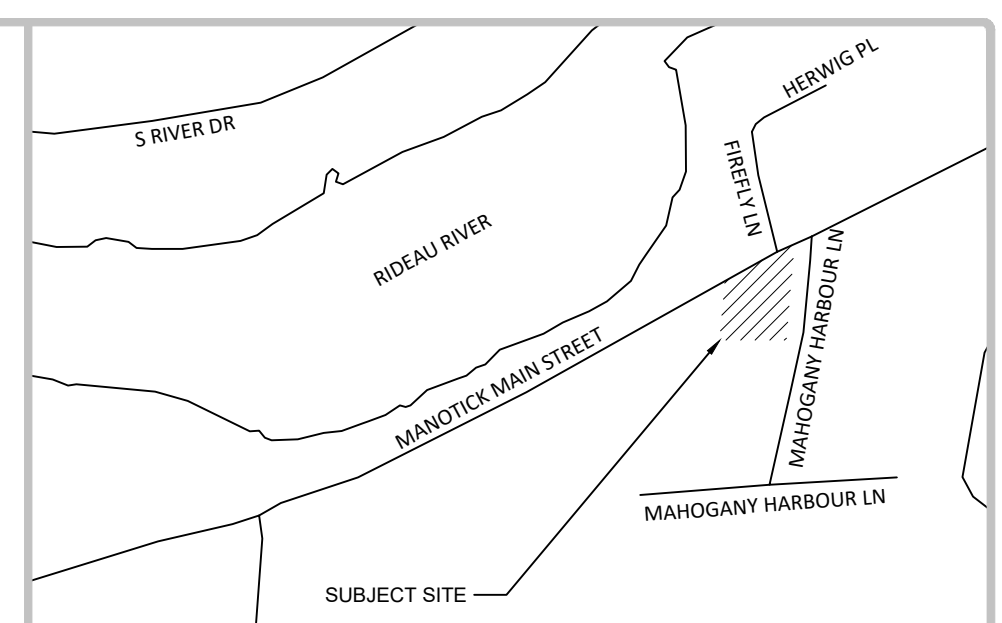 HERWIG PL
S RIVER DR
FIREFLY LN
RIDEAU RIVER
MAHOGANY HARBOUR LN
MANOTICK MAIN STREET
MAHOGANY HARBOUR LN
SUBJECT SITE